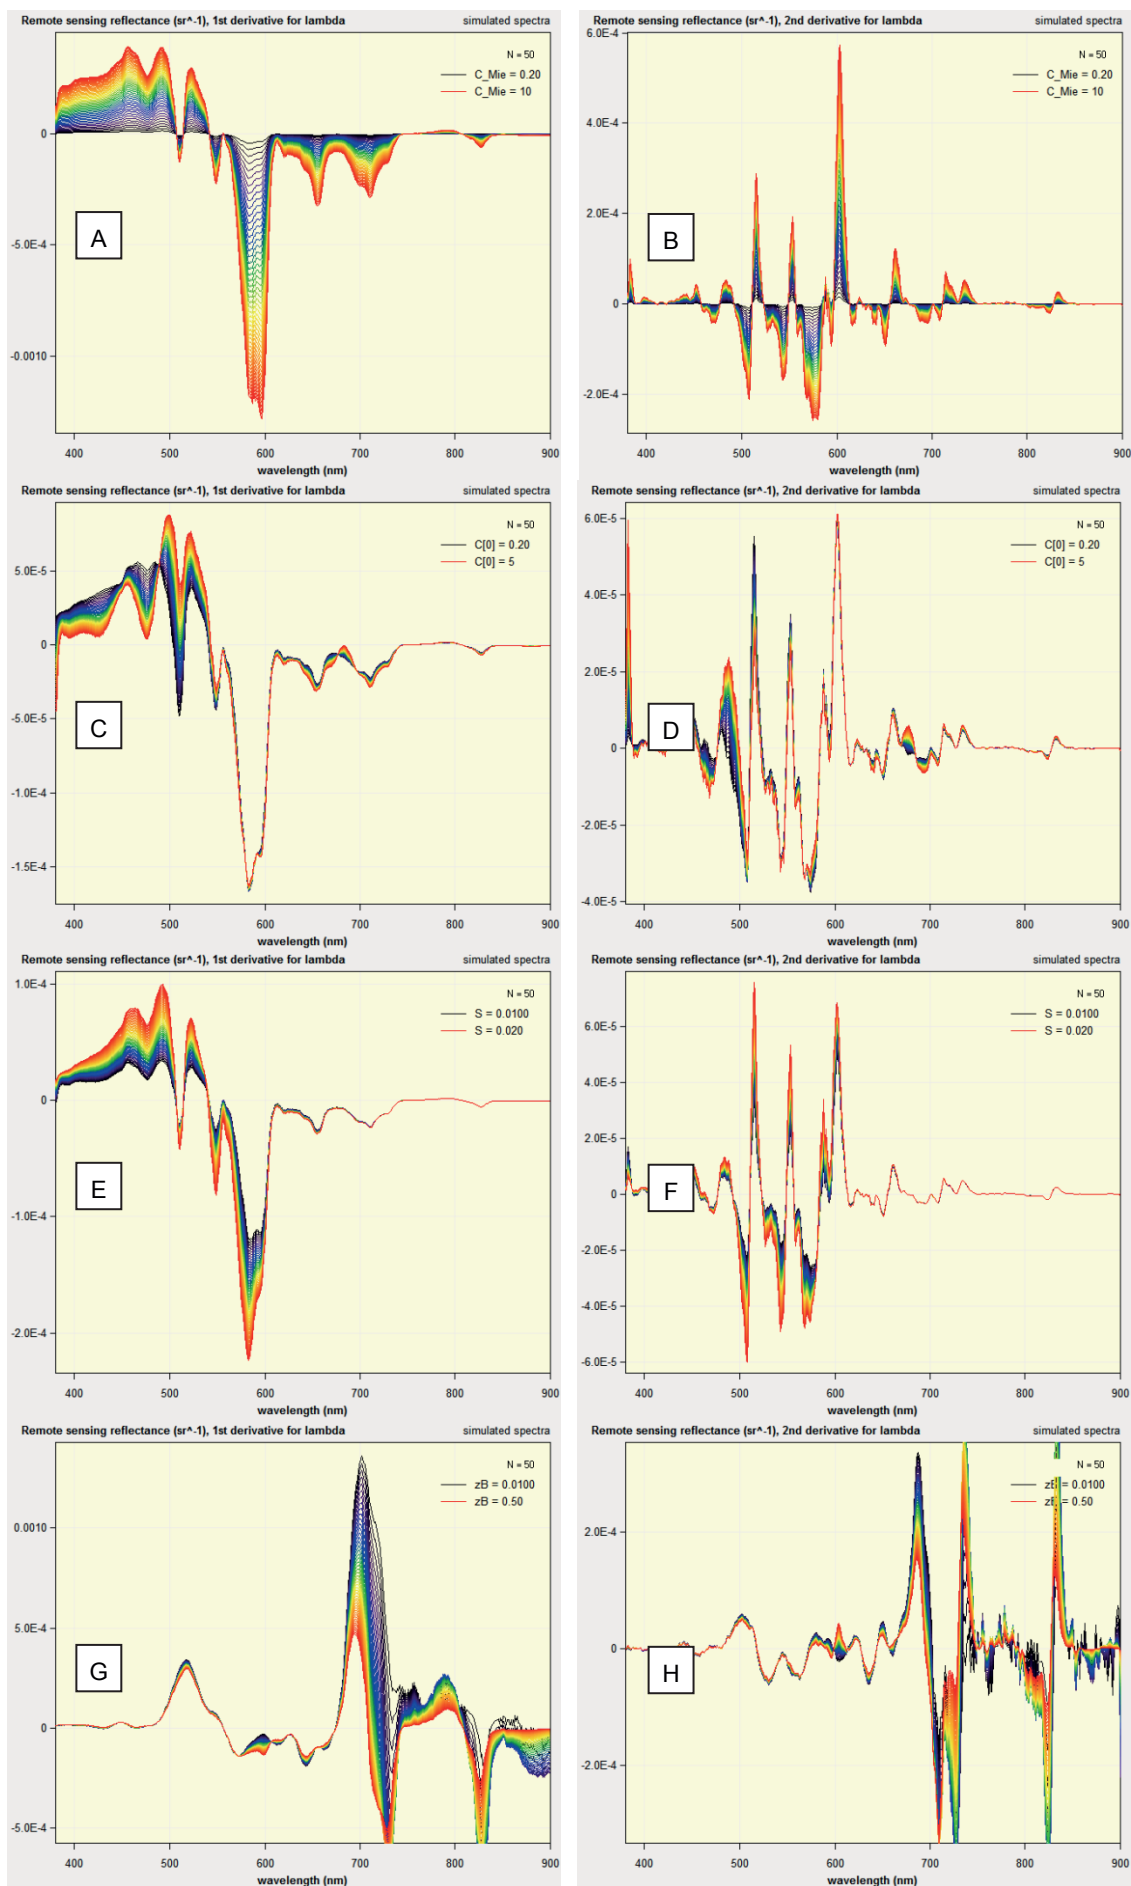 Remote sensing reflectance (sr^-1), 1st derivative for lambda simulated spectra
N = 50
C_Mie = 0.20
C_Mie = 10
0
-5.0E-4
-0.0010
A
400 500 600 700 800 900
wavelength (nm)
Remote sensing reflectance (sr^-1), 2nd derivative for lambda simulated spectra
6.0E-4
N = 50
C_Mie = 0.20
C_Mie = 10
4.0E-4
2.0E-4
0
-2.0E-4
B
400 500 600 700 800 900
wavelength (nm)
Remote sensing reflectance (sr^-1), 1st derivative for lambda simulated spectra
N = 50
C[0] = 0.20
C[0] = 5
5.0E-5
0
-5.0E-5
-1.0E-4
-1.5E-4
C
400 500 600 700 800 900
wavelength (nm)
Remote sensing reflectance (sr^-1), 2nd derivative for lambda simulated spectra
6.0E-5
N = 50
C[0] = 0.20
C[0] = 5
4.0E-5
2.0E-5
0
-2.0E-5
-4.0E-5
D
400 500 600 700 800 900
wavelength (nm)
Remote sensing reflectance (sr^-1), 1st derivative for lambda simulated spectra
1.0E-4
N = 50
S = 0.0100
S = 0.020
0
-1.0E-4
-2.0E-4
E
400 500 600 700 800 900
wavelength (nm)
Remote sensing reflectance (sr^-1), 2nd derivative for lambda simulated spectra
N = 50
S = 0.0100
S = 0.020
6.0E-5
4.0E-5
2.0E-5
0
-2.0E-5
-4.0E-5
-6.0E-5
F
400 500 600 700 800 900
wavelength (nm)
Remote sensing reflectance (sr^-1), 1st derivative for lambda simulated spectra
N = 50
zB = 0.0100
zB = 0.50
0.0010
5.0E-4
0
-5.0E-4
G
400 500 600 700 800 900
wavelength (nm)
Remote sensing reflectance (sr^-1), 2nd derivative for lambda simulated spectra
N = 50
zB = 0.0100
zB = 0.50
2.0E-4
0
-2.0E-4
H
400 500 600 700 800 900
wavelength (nm)